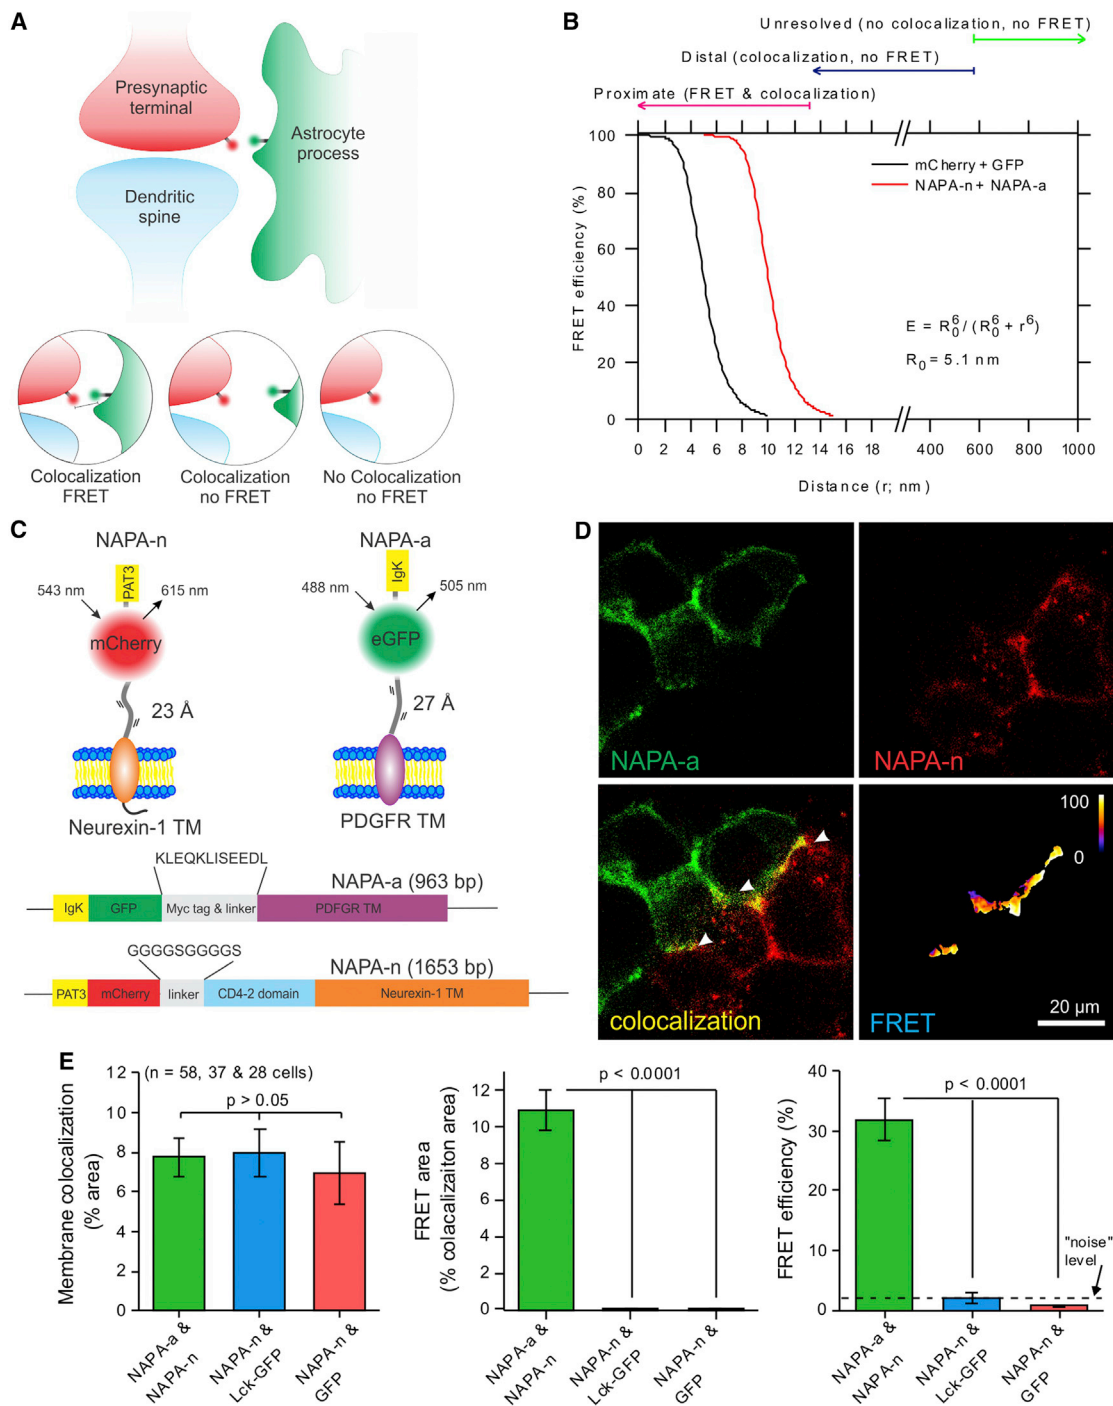 A
Presynaptic
terminal
Astrocyte
process
Dendritic
spine
Colocalization
FRET
Colocalization
no FRET
No Colocalization
no FRET
B
Unresolved (no colocalization, no FRET)
Distal (colocalization, no FRET)
Proximate (FRET & colocalization)
FRET efficiency (%)
100
80
60
40
20
0
mCherry + GFP
NAPA-n + NAPA-a
E = R₀⁶ / (R₀⁶ + r⁶)
R₀ = 5.1 nm
0 2 4 6 8 10 12 14 16 18 400 600 800 1000
Distance (r; nm)
C
NAPA-n
PAT3
543 nm
615 nm
mCherry
23 Å
Neurexin-1 TM
NAPA-a
IgK
488 nm
505 nm
eGFP
27 Å
PDGFR TM
KLEQKLISEEDL
NAPA-a (963 bp)
IgK GFP Myc tag & linker PDFGR TM
GGGGSGGGGS
NAPA-n (1653 bp)
PAT3 mCherry linker CD4-2 domain Neurexin-1 TM
D
NAPA-a
NAPA-n
colocalization
100
0
20 µm
FRET
E
Membrane colocalization
(% area)
12
10
8
6
4
2
0
(n = 58, 37 & 28 cells)
p > 0.05
NAPA-a &
NAPA-n
NAPA-n &
Lck-GFP
NAPA-n &
GFP
FRET area
(% colacalizaiton area)
12
10
8
6
4
2
0
p < 0.0001
NAPA-a &
NAPA-n
NAPA-n &
Lck-GFP
NAPA-n &
GFP
FRET efficiency (%)
40
30
20
10
0
p < 0.0001
"noise"
level
NAPA-a &
NAPA-n
NAPA-n &
Lck-GFP
NAPA-n &
GFP